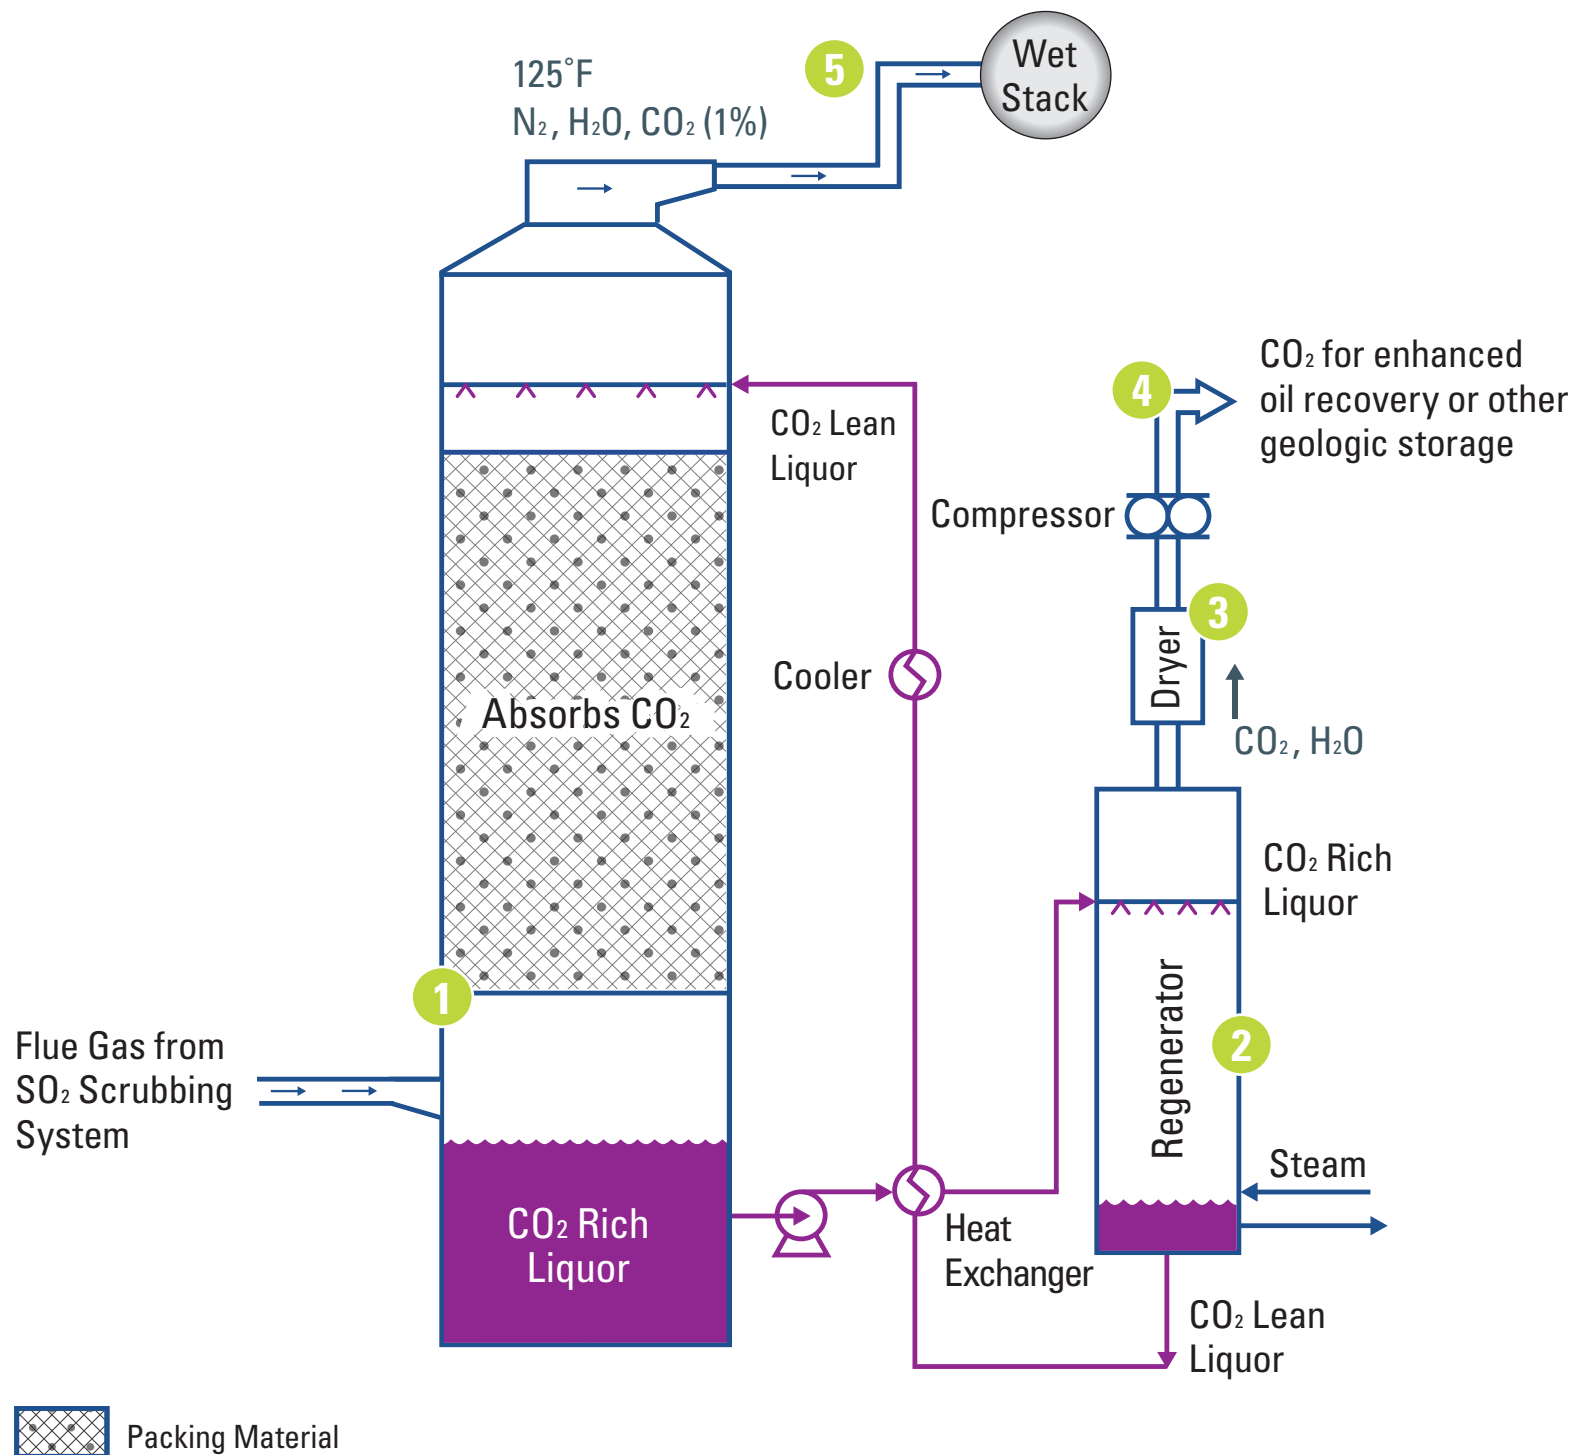 125°F
N₂, H₂O, CO₂ (1%)
5
Wet
Stack
CO₂ Lean
Liquor
4
CO₂ for enhanced
oil recovery or other
geologic storage
Compressor
3
Dryer
CO₂, H₂O
Cooler
Absorbs CO₂
CO₂ Rich
Liquor
1
Regenerator
2
Flue Gas from
SO₂ Scrubbing
System
Steam
CO₂ Rich
Liquor
Heat
Exchanger
CO₂ Lean
Liquor
Packing Material